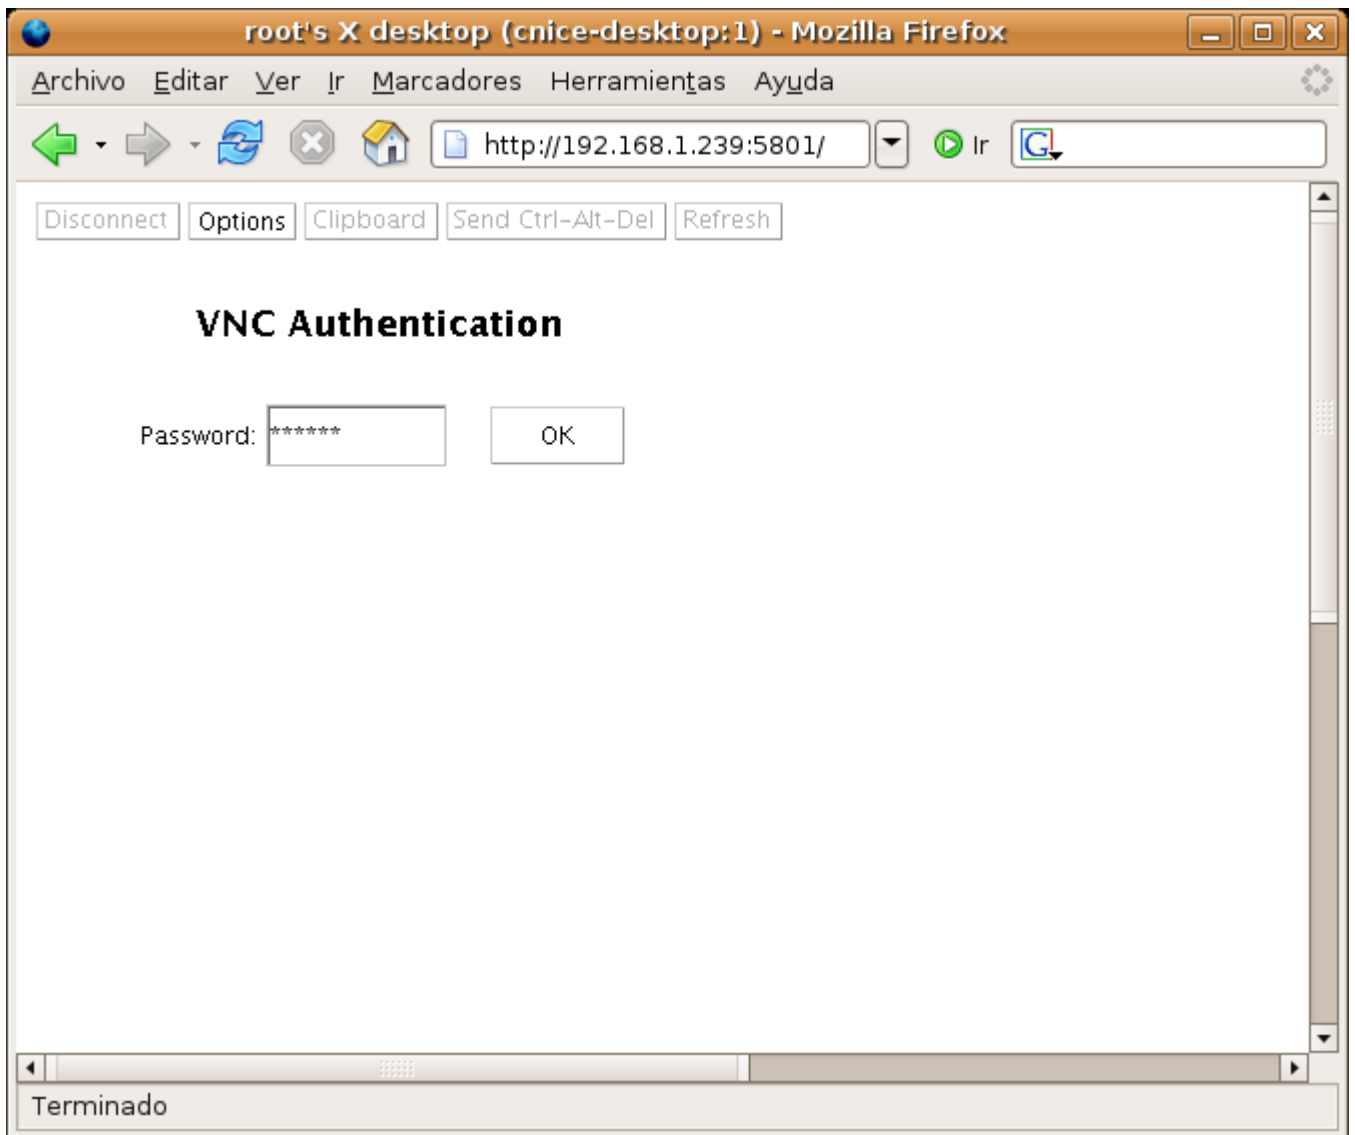 root's X desktop (cnice-desktop:1) - Mozilla Firefox
Archivo Editar Ver Ir Marcadores Herramientas Ayuda
http://192.168.1.239:5801/ Ir G
Disconnect Options Clipboard Send Ctrl-Alt-Del Refresh
VNC Authentication
Password: ****** OK
Terminado